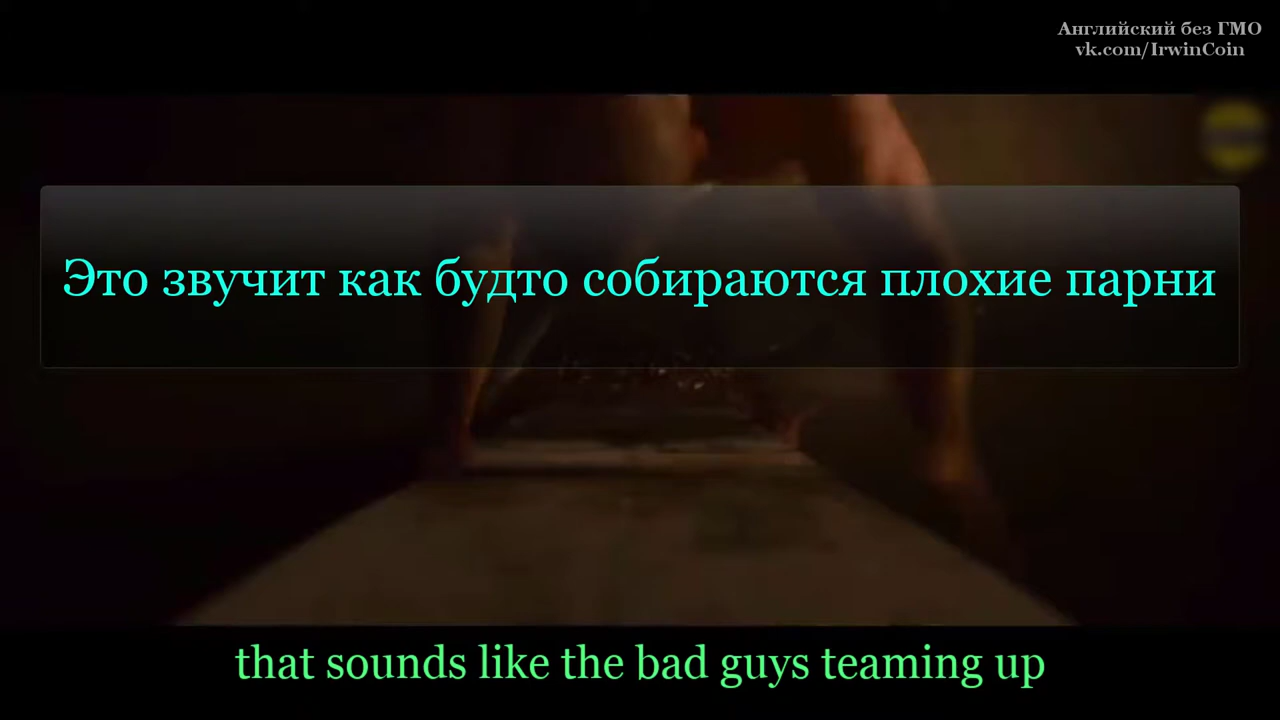 Английский без ГМО
vk.com/IrwinCoin
Это звучит как будто собираются плохие парни
that sounds like the bad guys teaming up